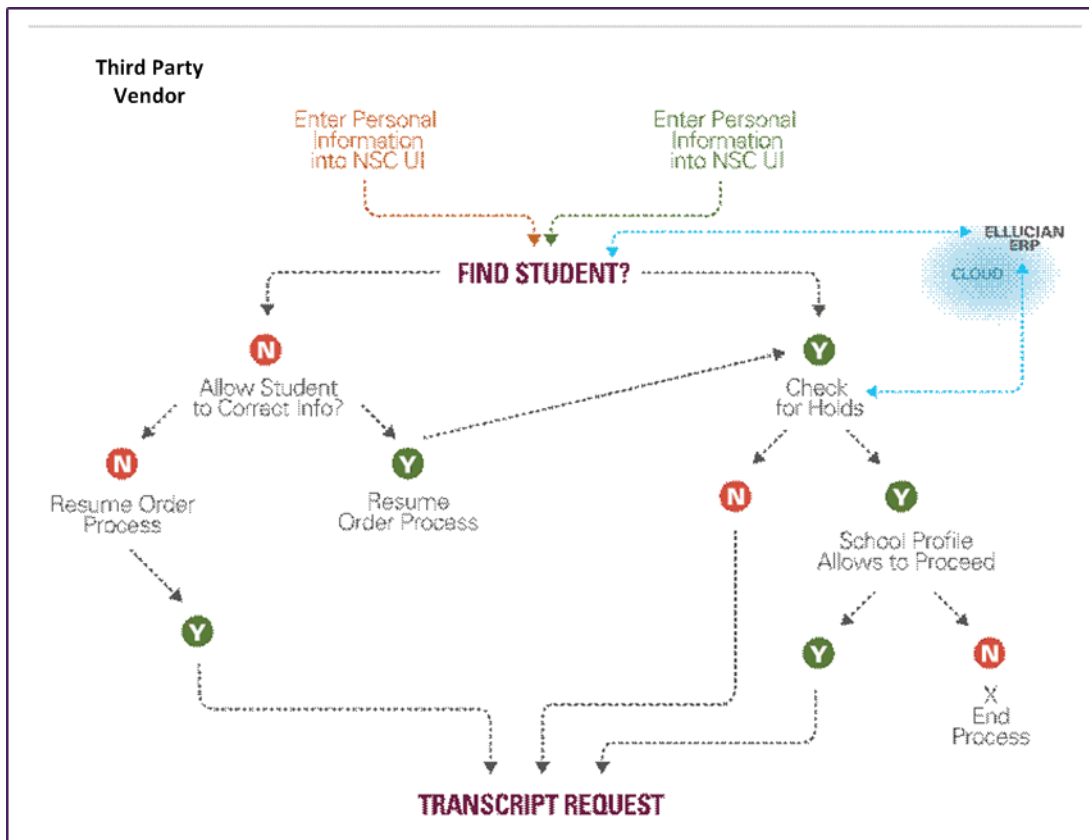 Third Party
Vendor
Enter Personal
Information
into NSC UI
Enter Personal
Information
into NSC UI
ELLUCIAN
ERP
CLOUD
FIND STUDENT?
N
Allow Student
to Correct Info?
Y
Check
for Holds
N
Resume Order
Process
Y
Resume
Order Process
N
Y
School Profile
Allows to Proceed
Y
Y
N
X
End
Process
TRANSCRIPT REQUEST